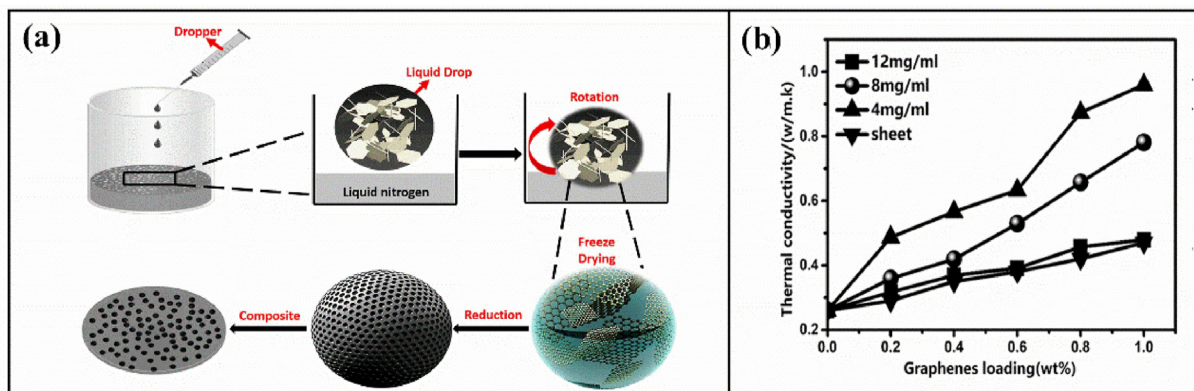 (a)
Dropper
Liquid Drop
Liquid nitrogen
Rotation
Freeze
Drying
Reduction
Composite
(b)
12mg/ml
8mg/ml
4mg/ml
sheet
Thermal conductivity/(w/m.k)
1.0
0.8
0.6
0.4
0.2
0.0 0.2 0.4 0.6 0.8 1.0
Graphenes loading(wt%)